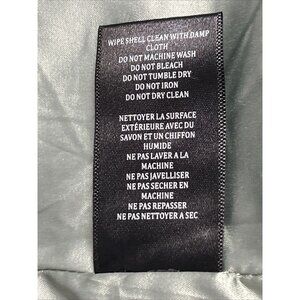 WIPE SHELL CLEAN WITH DAMP
CLOTH
DO NOT MACHINE WASH
DO NOT BLEACH
DO NOT TUMBLE DRY
DO NOT IRON
DO NOT DRY CLEAN
NETTOYER LA SURFACE
EXTÉRIEURE AVEC DU
SAVON ET UN CHIFFON
HUMIDE
NE PAS LAVER A LA
MACHINE
NE PAS JAVELLISER
NE PAS SECHER EN
MACHINE
NE PAS REPASSER
NE PAS NETTOYER A SEC